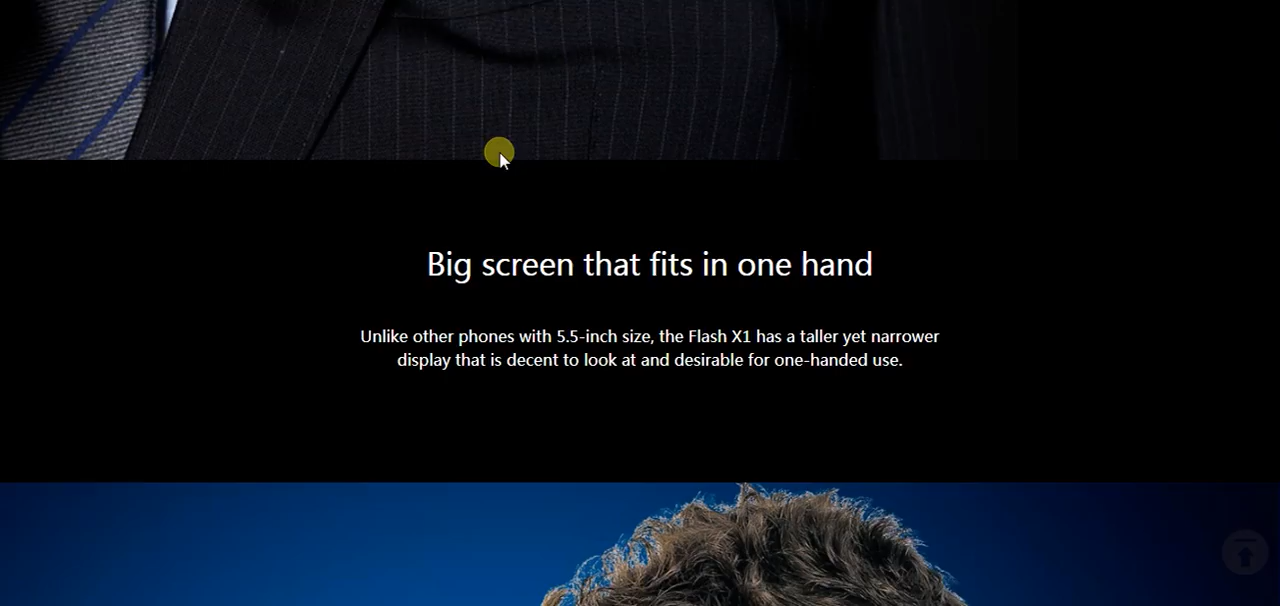 Big screen that fits in one hand
Unlike other phones with 5.5-inch size, the Flash X1 has a taller yet narrower
display that is decent to look at and desirable for one-handed use.